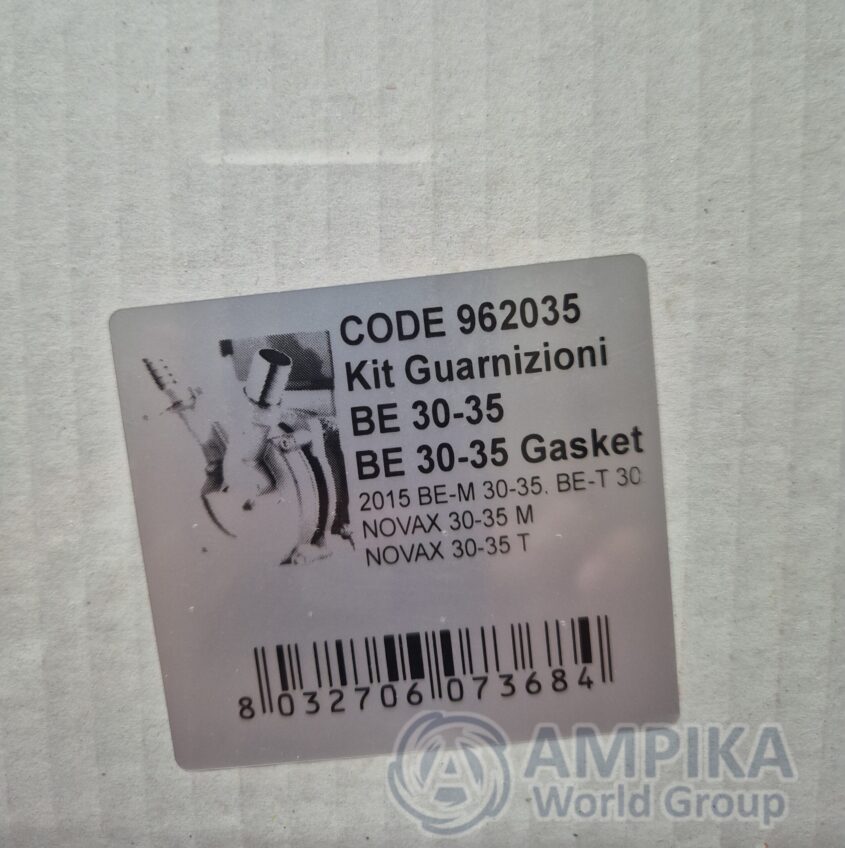 CODE 962035
Kit Guarnizioni
BE 30-35
BE 30-35 Gasket
2015 BE-M 30-35. BE-T 30
NOVAX 30-35 M
NOVAX 30-35 T
8 032706 073684
AMPIKA
World Group